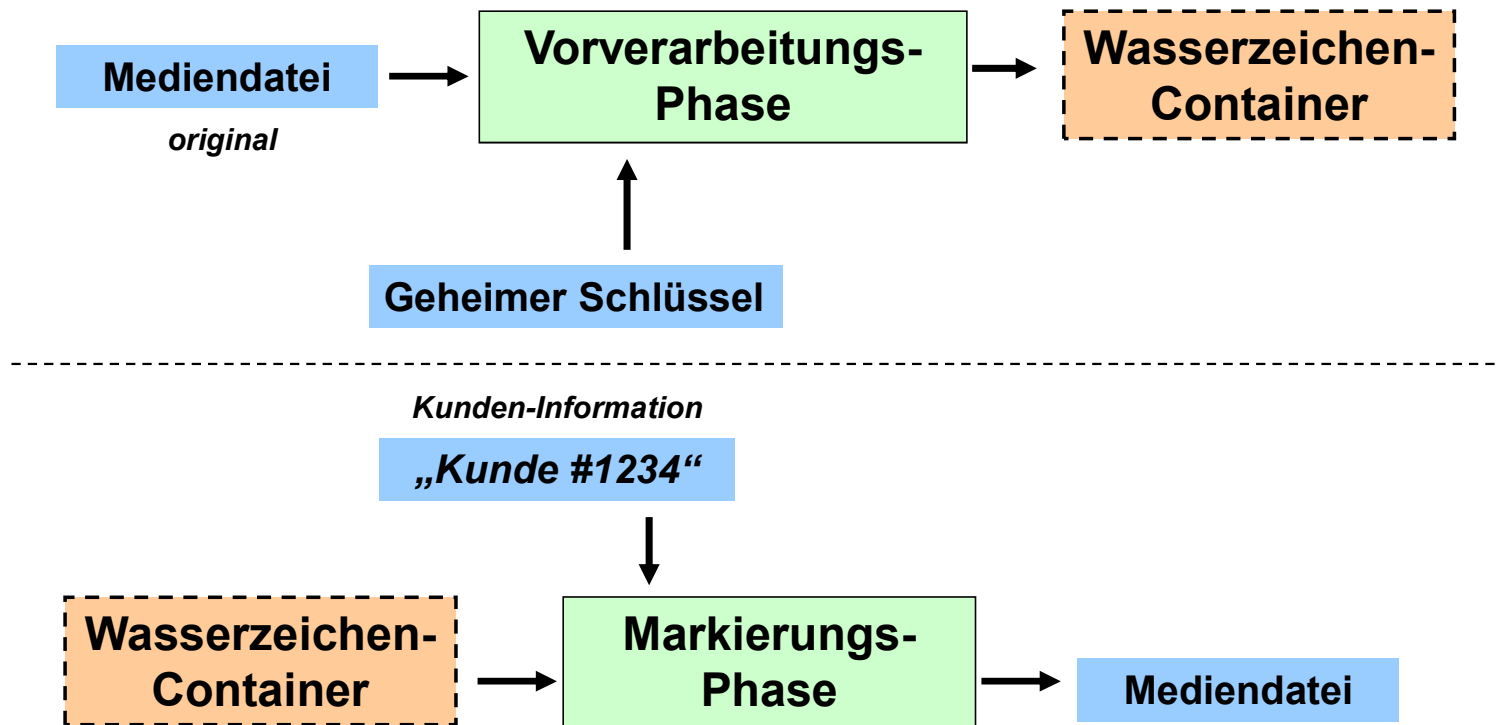 Mediendatei
original
Vorverarbeitungs-
Phase
Wasserzeichen-
Container
Geheimer Schlüssel
Kunden-Information
„Kunde #1234“
Wasserzeichen-
Container
Markierungs-
Phase
Mediendatei